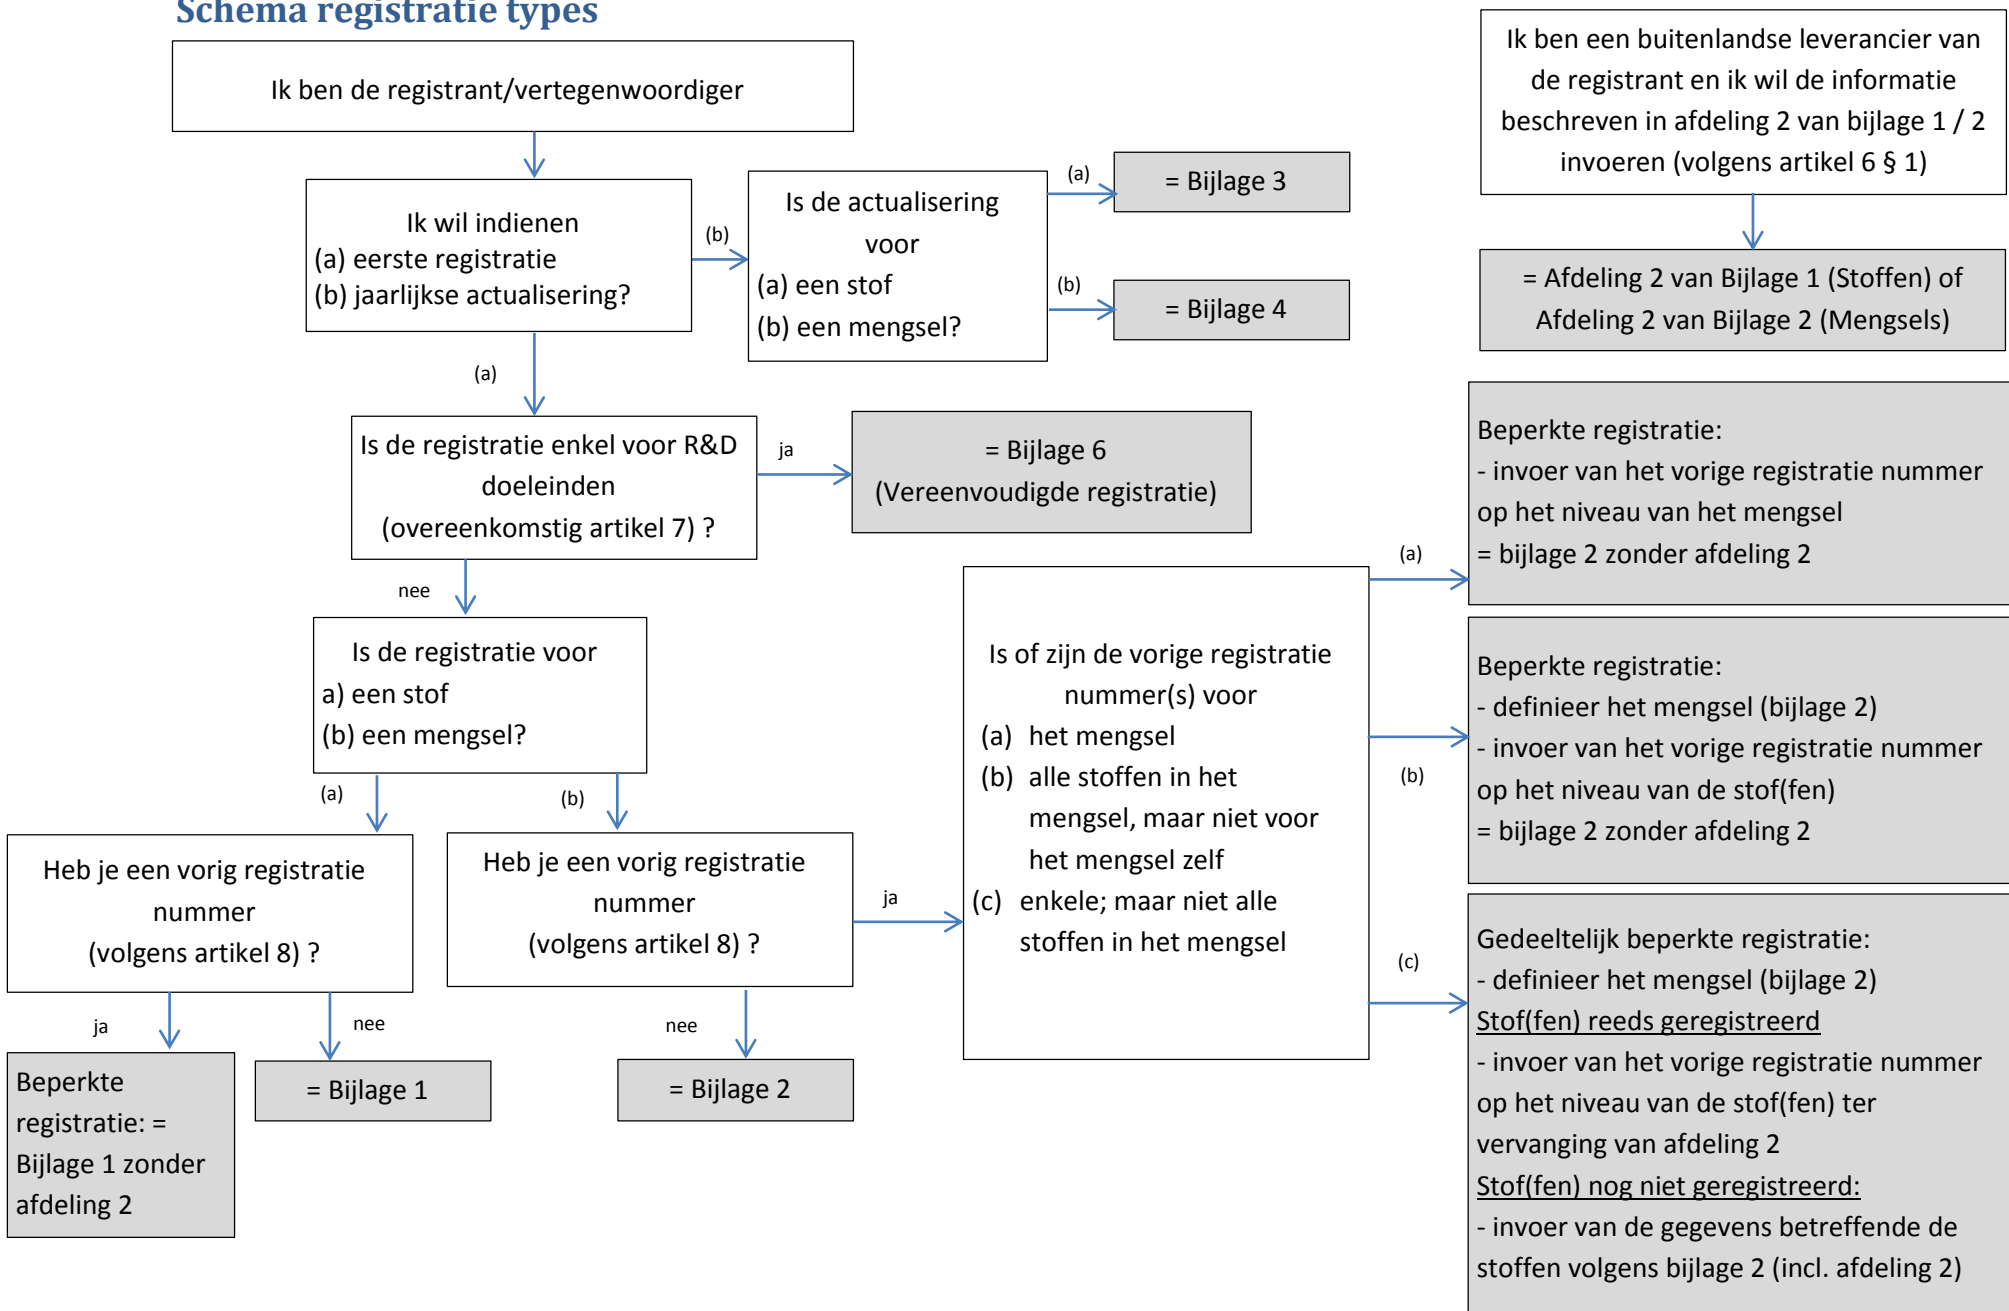 Schema registratie types
Ik ben de registrant/vertegenwoordiger
Ik wil indienen
(a) eerste registratie
(b) jaarlijkse actualisering?
(b)
Is de actualisering
voor
(a) een stof
(b) een mengsel?
(a)
= Bijlage 3
(b)
= Bijlage 4
Ik ben een buitenlandse leverancier van
de registrant en ik wil de informatie
beschreven in afdeling 2 van bijlage 1 / 2
invoeren (volgens artikel 6 § 1)
= Afdeling 2 van Bijlage 1 (Stoffen) of
Afdeling 2 van Bijlage 2 (Mengsels)
(a)
Is de registratie enkel voor R&D
doeleinden
(overeenkomstig artikel 7) ?
ja
= Bijlage 6
(Vereenvoudigde registratie)
nee
Is de registratie voor
a) een stof
(b) een mengsel?
(a)
(b)
Heb je een vorig registratie
nummer
(volgens artikel 8) ?
ja
nee
Beperkte
registratie: =
Bijlage 1 zonder
afdeling 2
= Bijlage 1
Heb je een vorig registratie
nummer
(volgens artikel 8) ?
nee
= Bijlage 2
ja
Is of zijn de vorige registratie
nummer(s) voor
(a) het mengsel
(b) alle stoffen in het
mengsel, maar niet voor
het mengsel zelf
(c) enkele; maar niet alle
stoffen in het mengsel
(a)
Beperkte registratie:
- invoer van het vorige registratie nummer
op het niveau van het mengsel
= bijlage 2 zonder afdeling 2
(b)
Beperkte registratie:
- definieer het mengsel (bijlage 2)
- invoer van het vorige registratie nummer
op het niveau van de stof(fen)
= bijlage 2 zonder afdeling 2
(c)
Gedeeltelijk beperkte registratie:
- definieer het mengsel (bijlage 2)
Stof(fen) reeds geregistreerd
- invoer van het vorige registratie nummer
op het niveau van de stof(fen) ter
vervanging van afdeling 2
Stof(fen) nog niet geregistreerd:
- invoer van de gegevens betreffende de
stoffen volgens bijlage 2 (incl. afdeling 2)